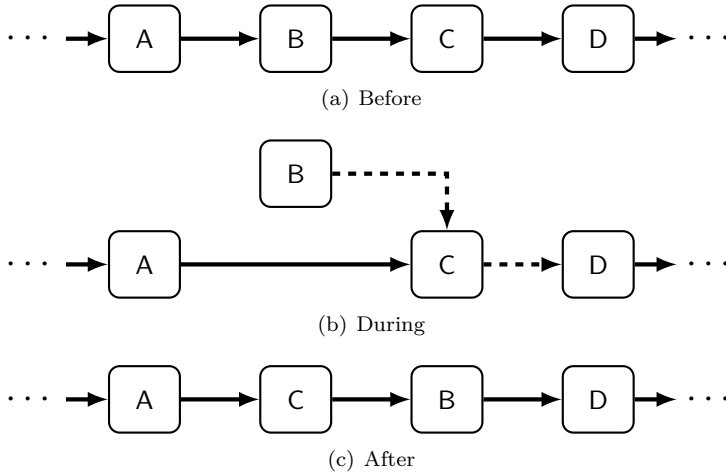 · · · A B C D · · ·
(a) Before
B
· · · A C D · · ·
(b) During
· · · A C B D · · ·
(c) After